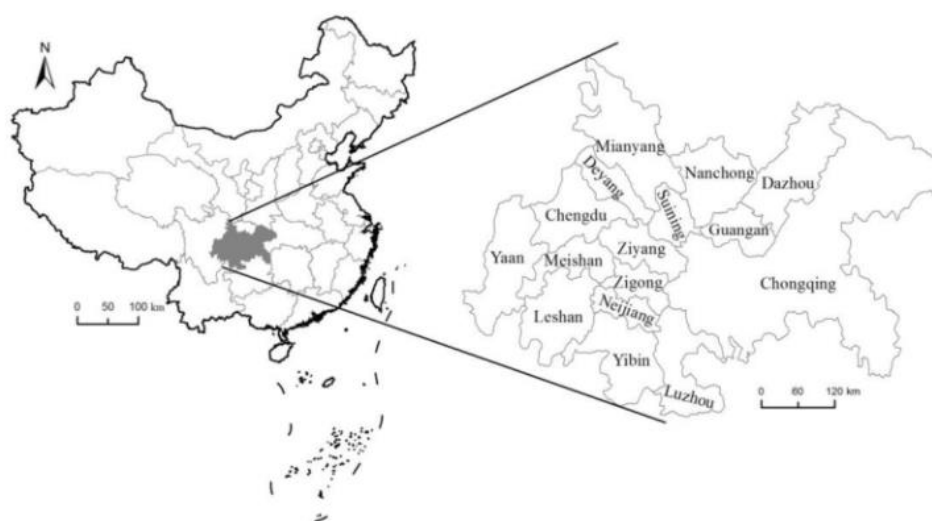 N
0 50 100 km
Mianyang
Deyang
Nanchong
Dazhou
Suining
Chengdu
Guangan
Ziyang
Yaan
Meishan
Zigong
Chongqing
Neijiang
Leshan
Yibin
Luzhou
0 60 120 km